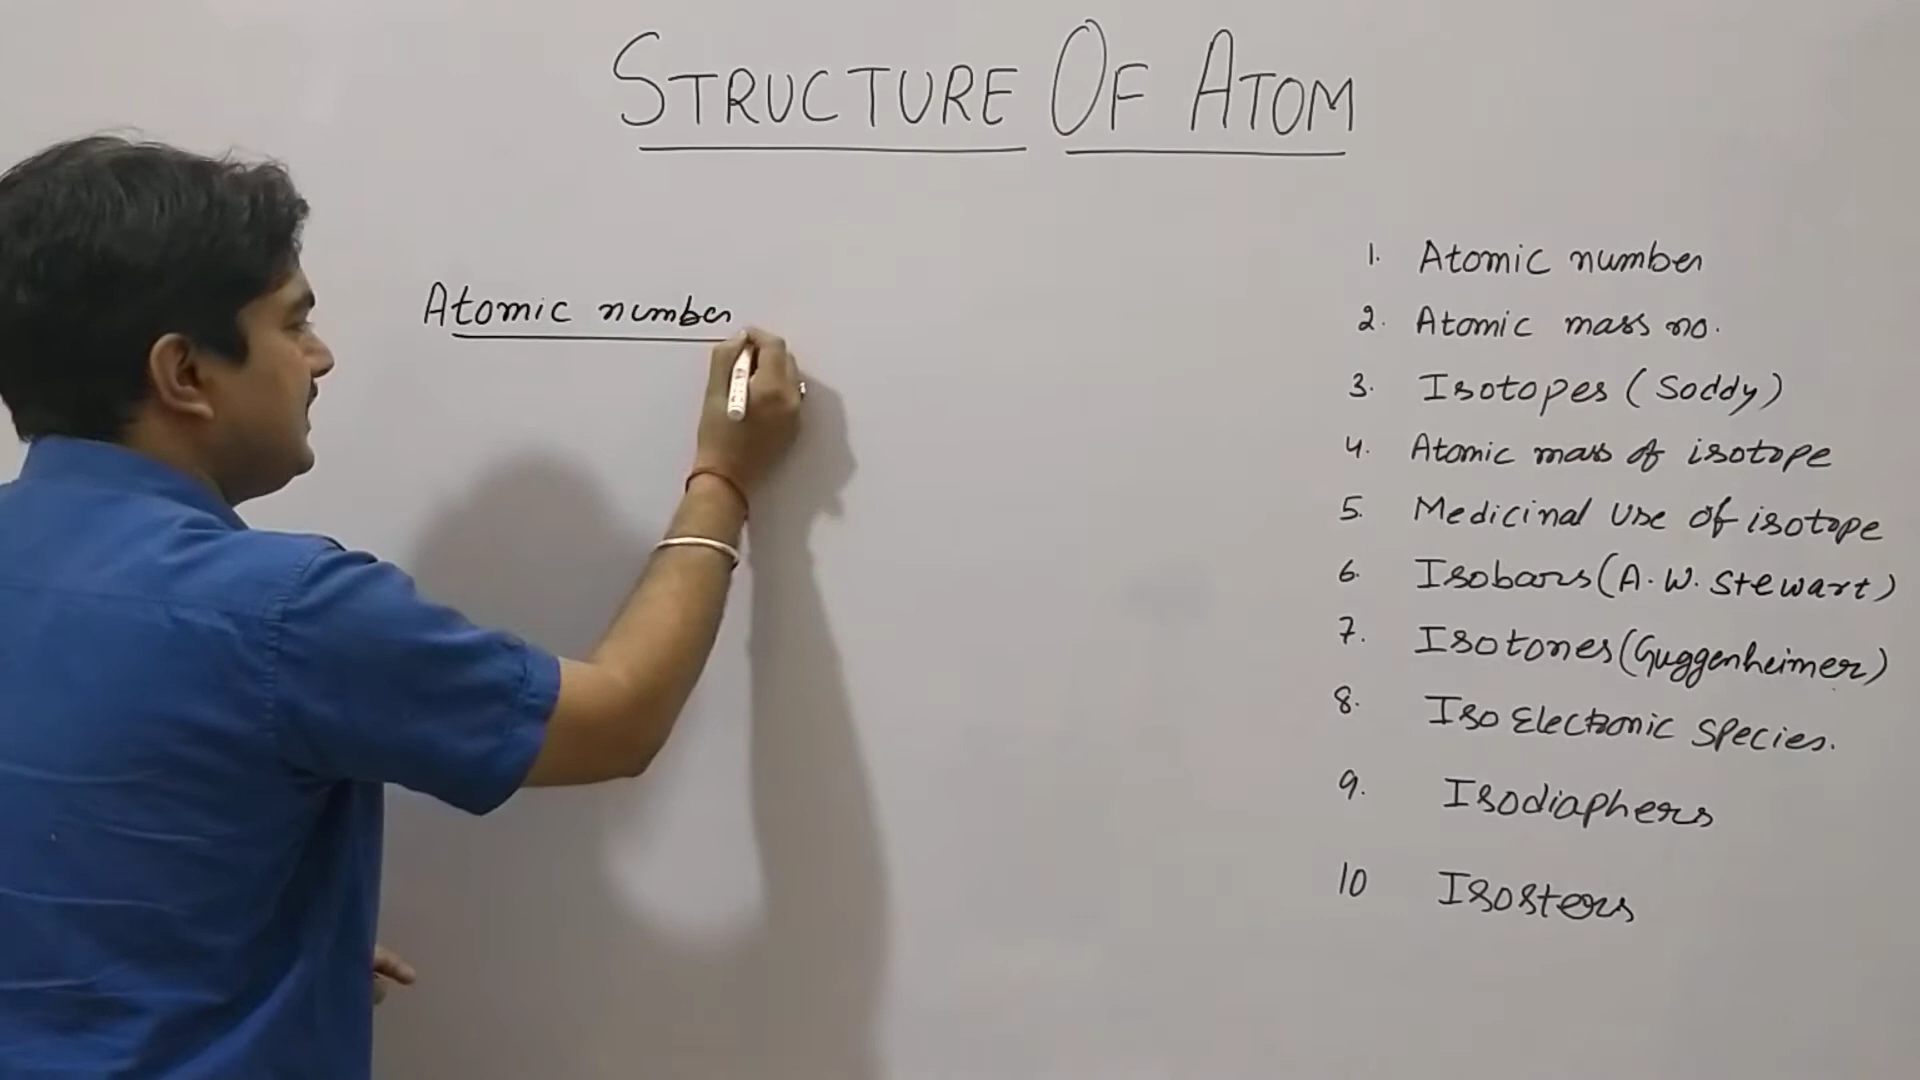 STRUCTURE OF ATOM
Atomic number
1. Atomic number
2. Atomic mass no.
3. Isotopes (Soddy)
4. Atomic mass of isotope
5. Medicinal Use of isotope
6. Isobars (A. W. Stewart)
7. Isotones (Guggenheimer)
8. Iso Electronic Species.
9. Isodiaphers
10 Isosters